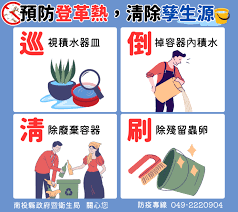 預防登革熱，清除孳生源
巡 視積水器皿
倒 掉容器內積水
清 除廢棄容器
刷 除殘留蟲卵
南投縣政府衛生局 關心您
防疫專線 049-2220904